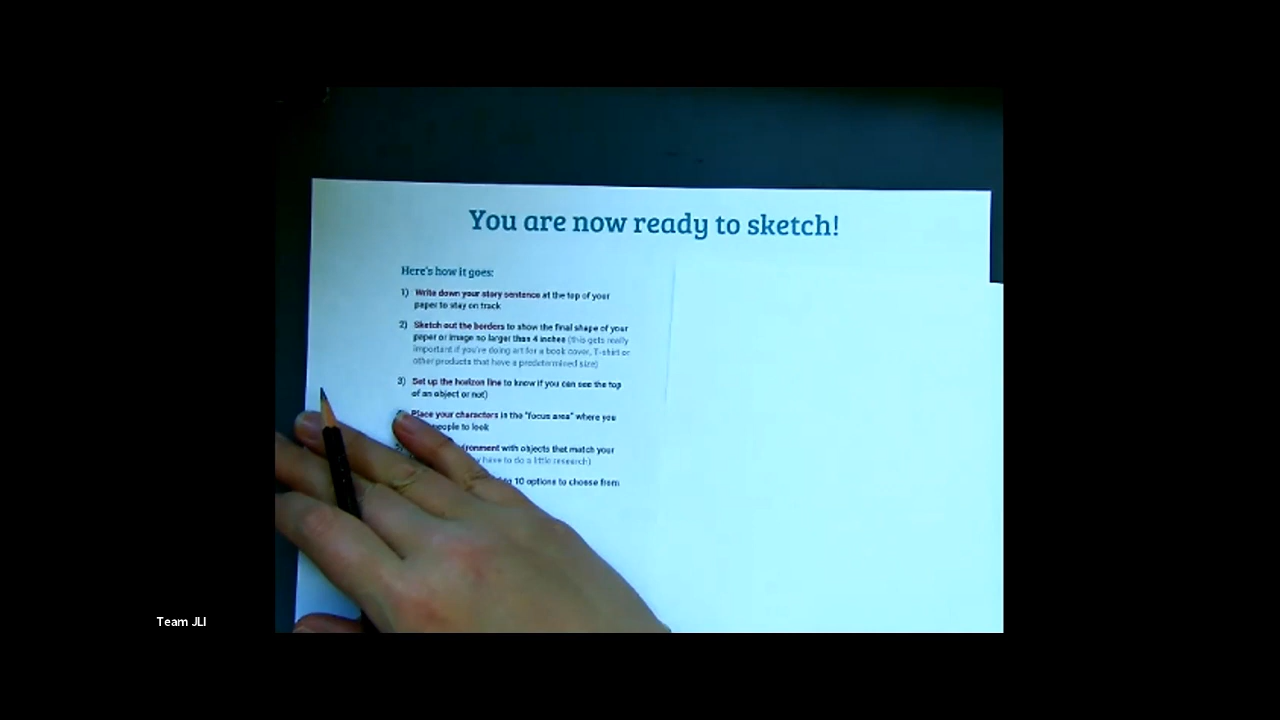 You are now ready to sketch!
Here's how it goes:
1) Write down your story sentence at the top of your
paper to stay on track
2) Sketch out the borders to show the final shape of your
paper or image no larger than 4 inches (this gets really
important if you're doing art for a book cover, T-shirt or
other products that have a predetermined size)
3) Set up the horizon line to know if you can see the top
of an object or not)
Place your characters in the "focus area" where you
people to look
with objects that match your
have to do a little research)
to 10 options to choose from
Team JLI